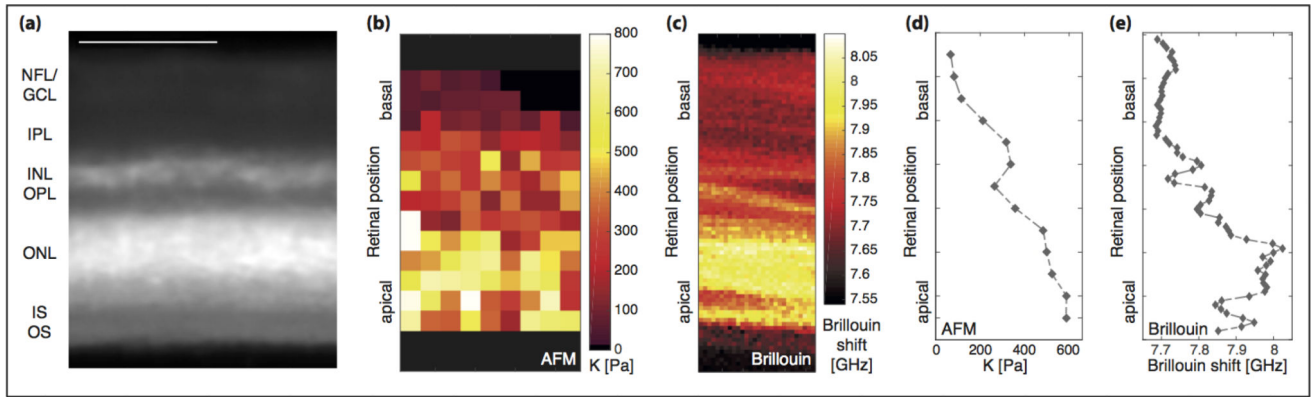 (a)
NFL/
GCL
IPL
INL
OPL
ONL
IS
OS
(b)
basal
Retinal position
apical
AFM
800
700
600
500
400
300
200
100
0
K [Pa]
(c)
basal
Retinal position
apical
Brillouin
8.05
8
7.95
7.9
7.85
7.8
7.75
7.7
7.65
7.6
7.55
Brillouin
shift
[GHz]
(d)
basal
Retinal position
apical
AFM
0 200 400 600
K [Pa]
(e)
basal
Retinal position
apical
Brillouin
7.7 7.8 7.9 8
Brillouin shift [GHz]